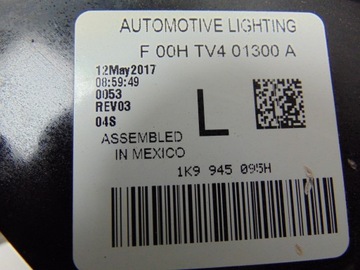 AUTOMOTIVE LIGHTING
F 00H TV4 01300 A
12May2017
08:59:49
0053
REV03
04S
L
ASSEMBLED
IN MEXICO
1K9 945 095H